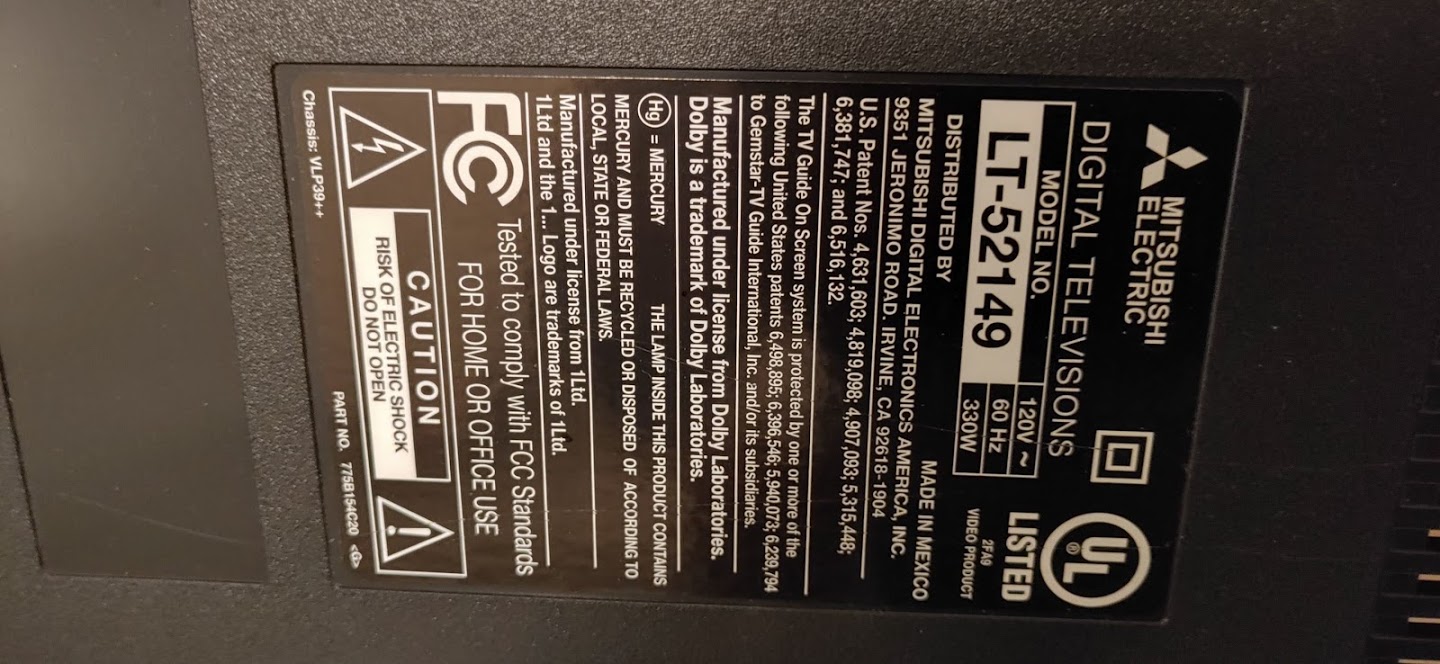 MITSUBISHI
ELECTRIC
DIGITAL TELEVISIONS
MODEL NO.
LT-52149
120V ~
60 Hz
330W
UL
®
LISTED
2FA9
VIDEO PRODUCT
DISTRIBUTED BY
MADE IN MEXICO
MITSUBISHI DIGITAL ELECTRONICS AMERICA, INC.
9351 JERONIMO ROAD. IRVINE, CA 92618-1904
U.S. Patent Nos. 4,631,603; 4,819,098; 4,907,093; 5,315,448;
6,381,747; and 6,516,132.
The TV Guide On Screen system is protected by one or more of the
following United States patents 6,498,895; 6,396,546; 5,940,073; 6,239,794
to Gemstar-TV Guide International, Inc. and/or its subsidiaries.
Manufactured under license from Dolby Laboratories.
Dolby is a trademark of Dolby Laboratories.
Hg = MERCURY THE LAMP INSIDE THIS PRODUCT CONTAINS
MERCURY AND MUST BE RECYCLED OR DISPOSED OF ACCORDING TO
LOCAL, STATE OR FEDERAL LAWS.
Manufactured under license from 1Ltd.
1Ltd and the 1... Logo are trademarks of 1Ltd.
FC Tested to comply with FCC Standards
FOR HOME OR OFFICE USE
CAUTION
RISK OF ELECTRIC SHOCK
DO NOT OPEN
Chassis: VLP39++
PART NO. 775B154C20 <G>